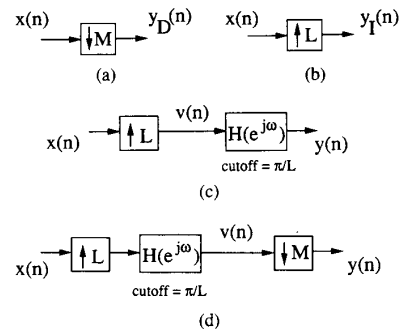 x(n) ↓M y_D(n) x(n) ↑L y_I(n)
(a) (b)
x(n) ↑L v(n) H(e^{jω}) y(n)
cutoff = π/L
(c)
x(n) ↑L H(e^{jω}) v(n) ↓M y(n)
cutoff = π/L
(d)